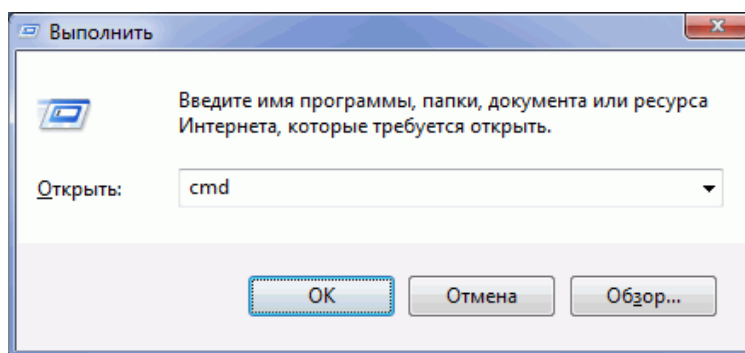 Выполнить
Введите имя программы, папки, документа или ресурса
Интернета, которые требуется открыть.
Открыть: cmd
OK Отмена Обзор...